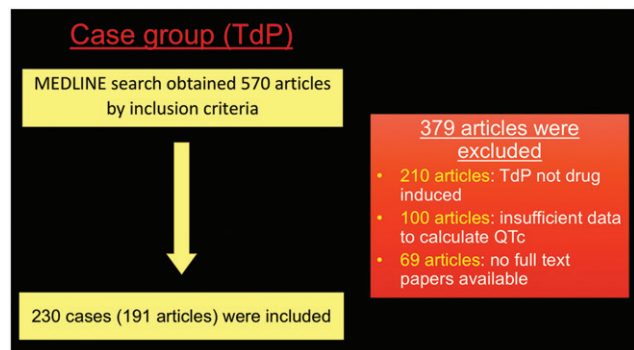 Case group (TdP)
MEDLINE search obtained 570 articles
by inclusion criteria
379 articles were
excluded
• 210 articles: TdP not drug
induced
• 100 articles: insufficient data
to calculate QTc
• 69 articles: no full text
papers available
230 cases (191 articles) were included